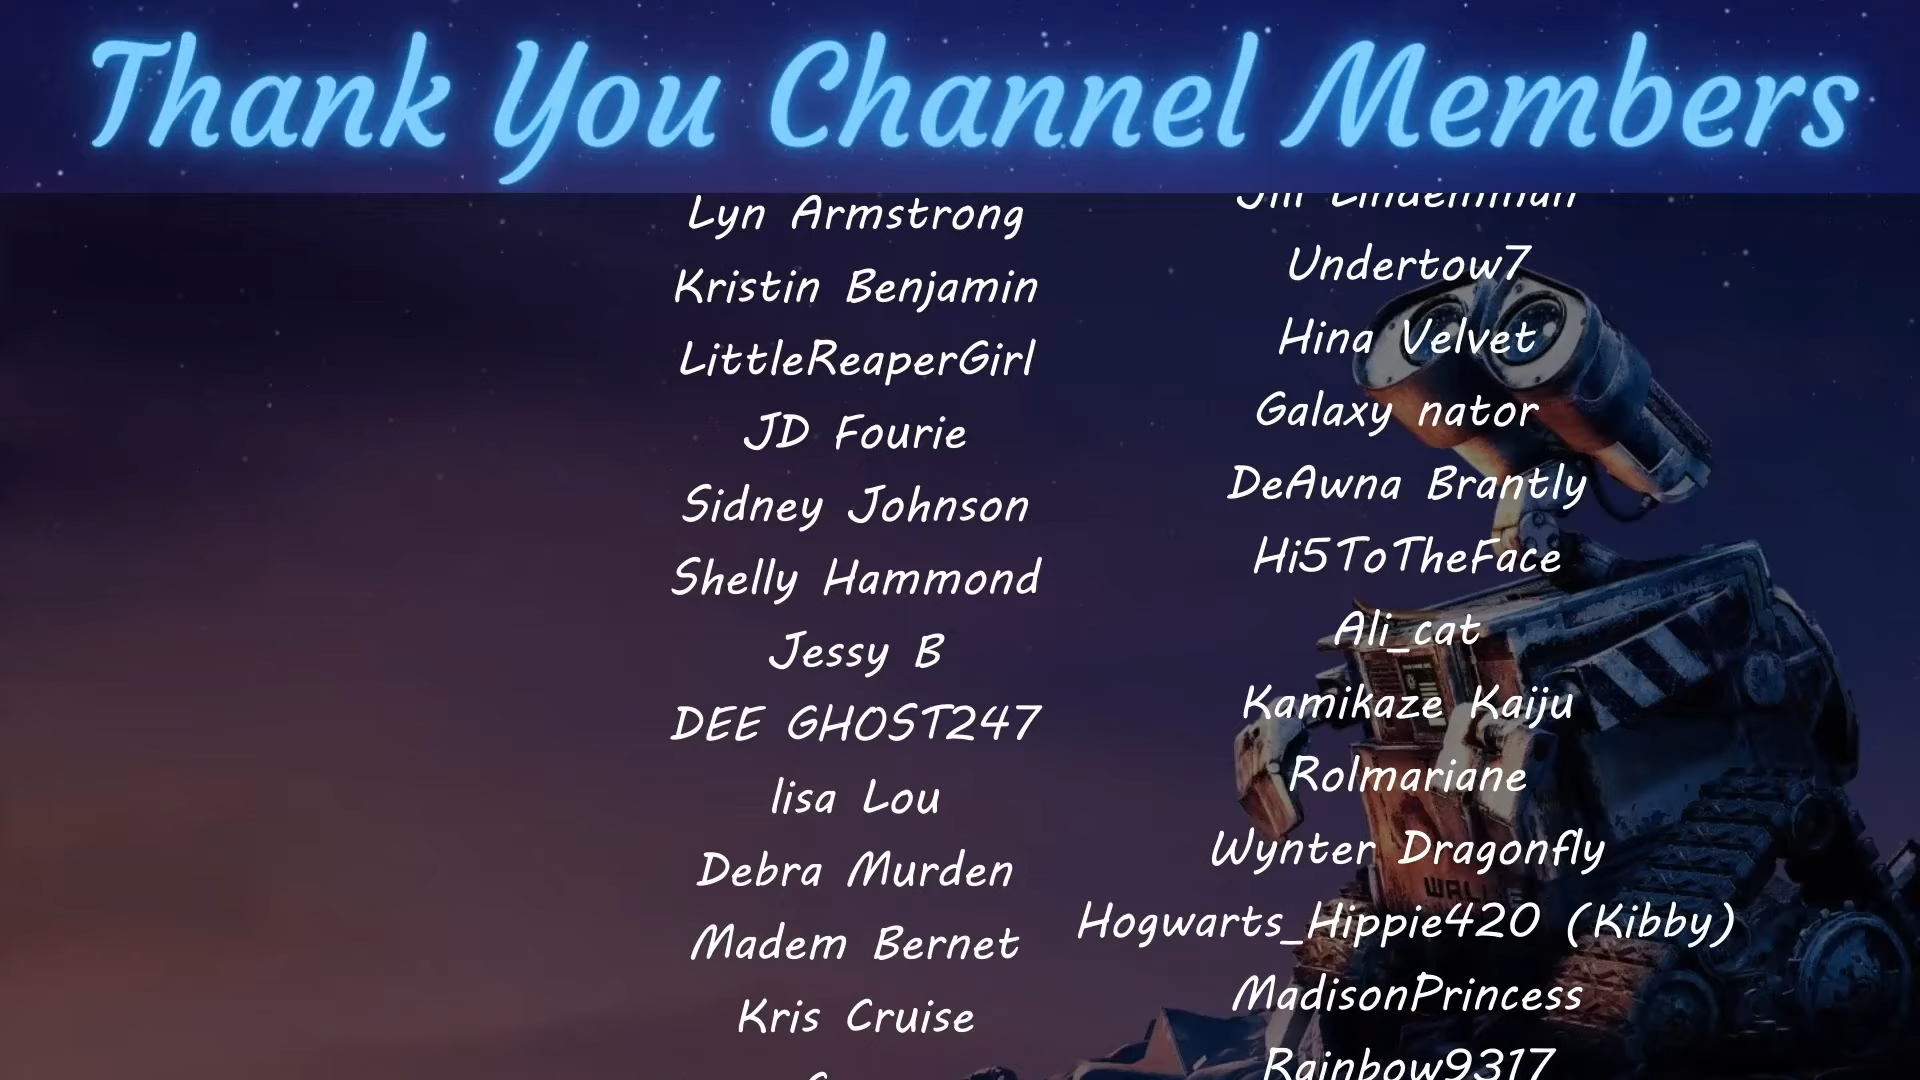 Thank You Channel Members
Lyn Armstrong
Kristin Benjamin
LittleReaperGirl
JD Fourie
Sidney Johnson
Shelly Hammond
Jessy B
DEE GHOST247
lisa Lou
Debra Murden
Madem Bernet
Kris Cruise
Undertow7
Hina Velvet
Galaxy nator
DeAwna Brantly
Hi5ToTheFace
Ali_cat
Kamikaze Kaiju
Rolmariane
Wynter Dragonfly
WALL
Hogwarts_Hippie420 (Kibby)
MadisonPrincess
Rainbow9317